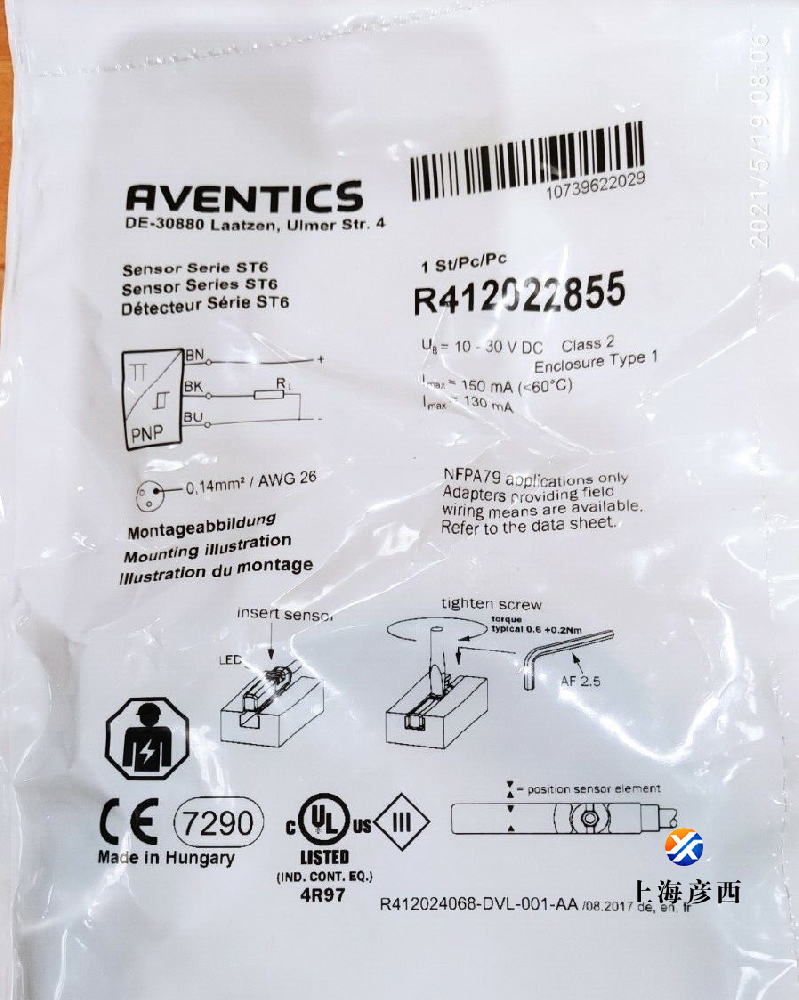 2021/5/19 08:06
10739622029
AVENTICS
DE-30880 Laatzen, Ulmer Str. 4
Sensor Serie ST6
Sensor Series ST6
Détecteur Série ST6
1 St/Pc/Pc
R412022855
U_B = 10 - 30 V DC Class 2
Enclosure Type 1
I_max = 150 mA (<60°C)
I_max = 130 mA
BN +
BK R_L
BU -
PNP
0,14mm² / AWG 26
NFPA79 applications only
Adapters providing field
wiring means are available.
Refer to the data sheet.
Montageabbildung
Mounting illustration
Illustration du montage
insert sensor
LED
tighten screw
torque
typical 0.6 +0.2Nm
AF 2.5
= position sensor element
CE 7290
Made in Hungary
c UL US
LISTED
(IND. CONT. EQ.)
4R97
III
R412024068-DVL-001-AA /08.2017 de, en, fr
上海彦西